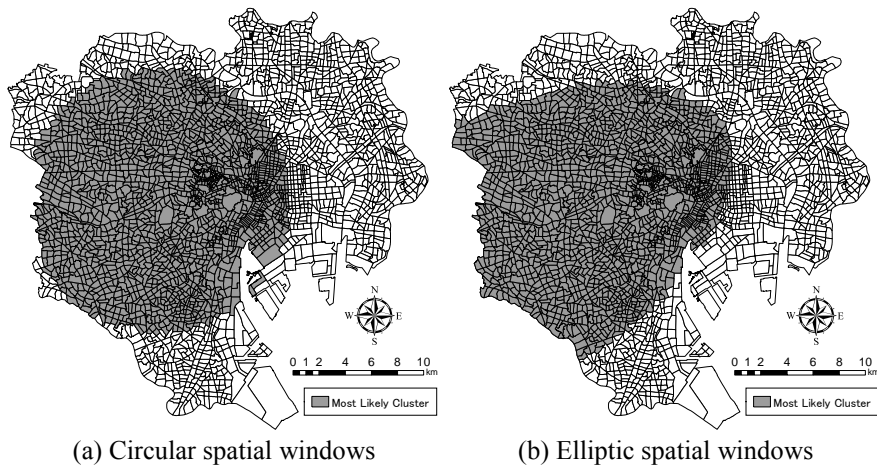 N
W E
S
0 1 2 4 6 8 10
km
Most Likely Cluster
(a) Circular spatial windows
N
W E
S
0 1 2 4 6 8 10
km
Most Likely Cluster
(b) Elliptic spatial windows